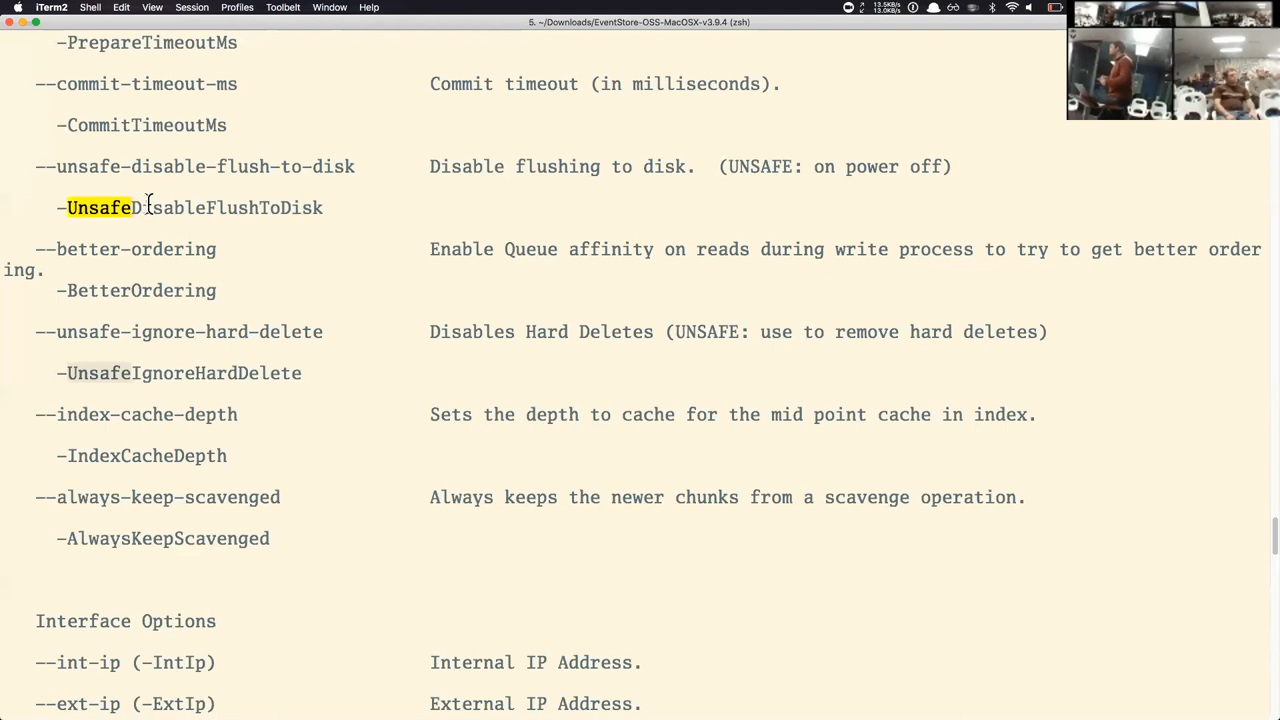 iTerm2 Shell Edit View Session Profiles Toolbelt Window Help 13.5KB/s 13.0KB/s
5. ~/Downloads/EventStore-OSS-MacOSX-v3.9.4 (zsh)
-PrepareTimeoutMs
--commit-timeout-ms Commit timeout (in milliseconds).
-CommitTimeoutMs
--unsafe-disable-flush-to-disk Disable flushing to disk. (UNSAFE: on power off)
-UnsafeDisableFlushToDisk
--better-ordering Enable Queue affinity on reads during write process to try to get better order
ing.
-BetterOrdering
--unsafe-ignore-hard-delete Disables Hard Deletes (UNSAFE: use to remove hard deletes)
-UnsafeIgnoreHardDelete
--index-cache-depth Sets the depth to cache for the mid point cache in index.
-IndexCacheDepth
--always-keep-scavenged Always keeps the newer chunks from a scavenge operation.
-AlwaysKeepScavenged
Interface Options
--int-ip (-IntIp) Internal IP Address.
--ext-ip (-ExtIp) External IP Address.